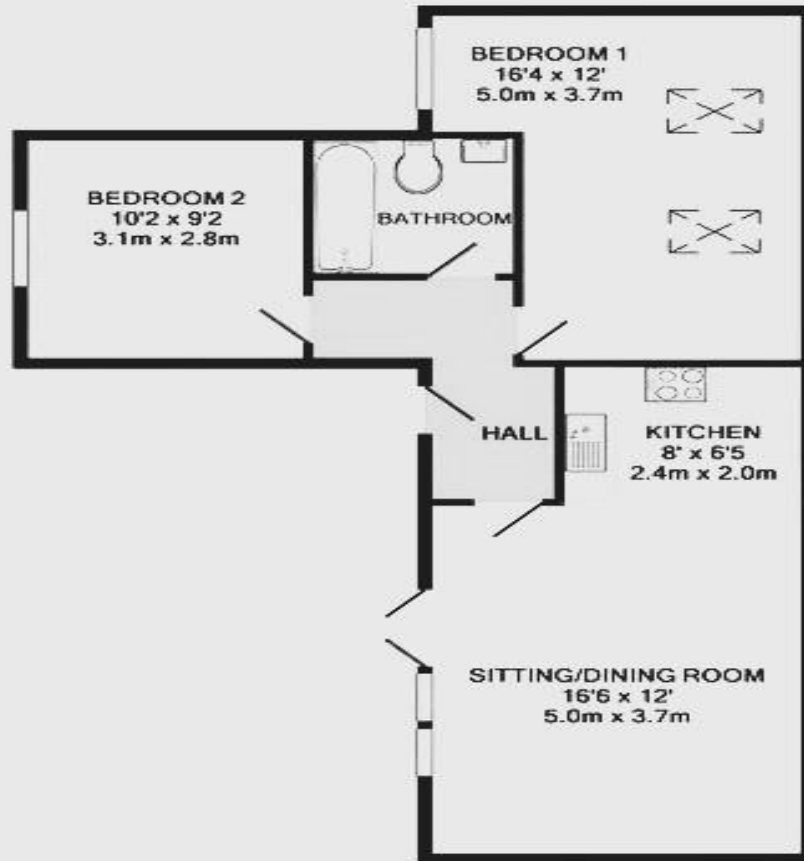 BEDROOM 1
16'4 x 12'
5.0m x 3.7m
BEDROOM 2
10'2 x 9'2
3.1m x 2.8m
BATHROOM
HALL
KITCHEN
8' x 6'5
2.4m x 2.0m
SITTING/DINING ROOM
16'6 x 12'
5.0m x 3.7m